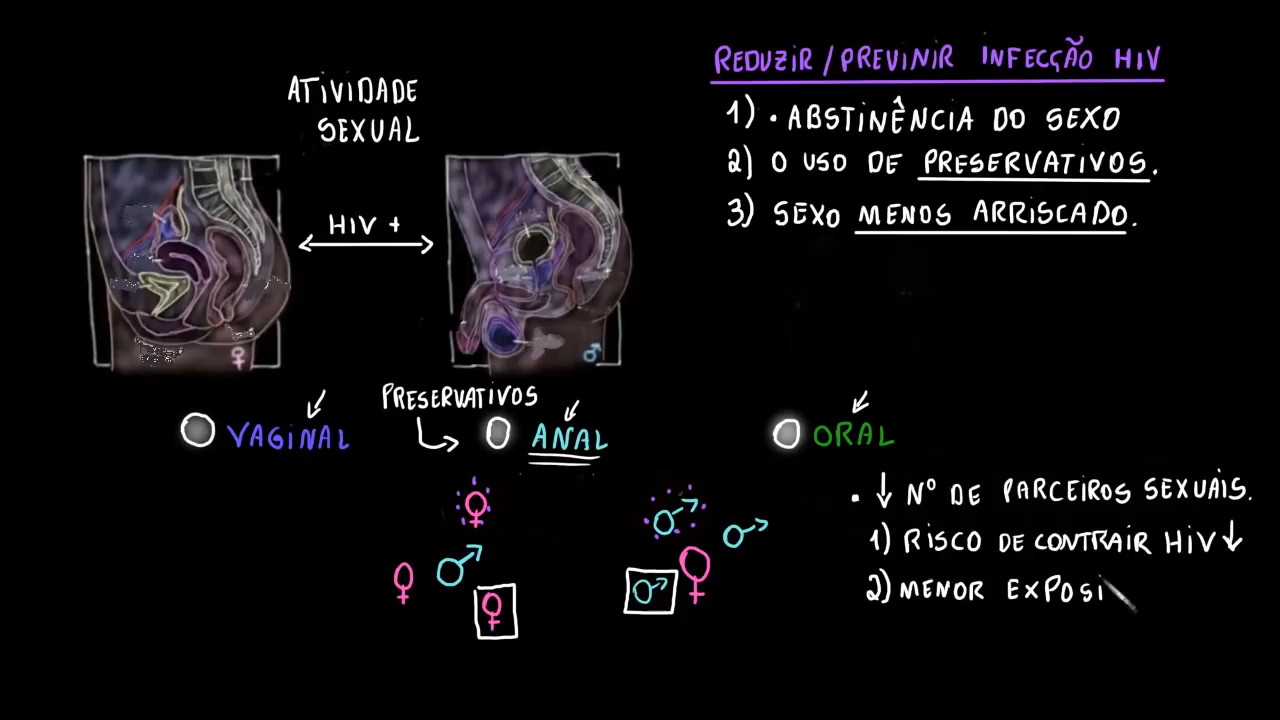 REDUZIR/PREVINIR INFECÇÃO HIV
1) • ABSTINÊNCIA DO SEXO
2) O USO DE PRESERVATIVOS.
3) SEXO MENOS ARRISCADO.
ATIVIDADE
SEXUAL
HIV +
PRESERVATIVOS
VAGINAL
ANAL
ORAL
• ↓ Nº DE PARCEIROS SEXUAIS.
1) RISCO DE CONTRAIR HIV ↓
2) MENOR EXPOSI